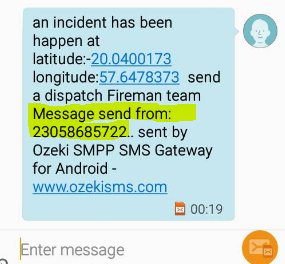 an incident has been
happen at
latitude:-20.0400173
longitude:57.6478373 send
a dispatch Fireman team
Message send from:
23058685722.. sent by
Ozeki SMPP SMS Gateway
for Android -
www.ozekisms.com
00:19
Enter message